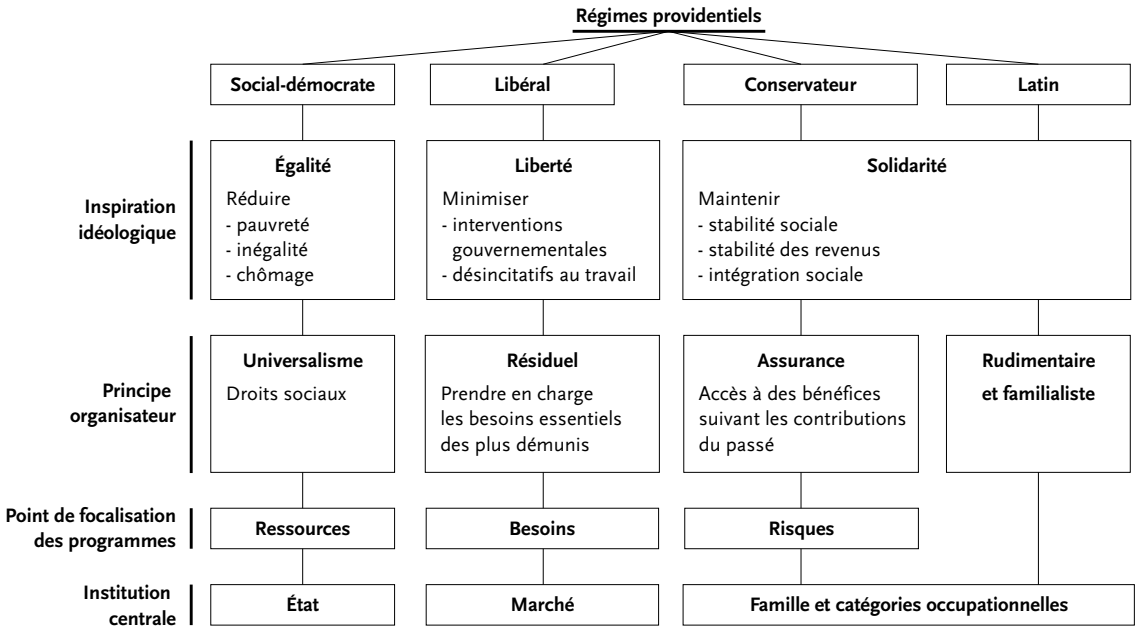 Régimes providentiels
Social-démocrate
Libéral
Conservateur
Latin
Inspiration
idéologique
Égalité
Réduire
- pauvreté
- inégalité
- chômage
Liberté
Minimiser
- interventions
gouvernementales
- désincitatifs au travail
Solidarité
Maintenir
- stabilité sociale
- stabilité des revenus
- intégration sociale
Principe
organisateur
Universalisme
Droits sociaux
Résiduel
Prendre en charge
les besoins essentiels
des plus démunis
Assurance
Accès à des bénéfices
suivant les contributions
du passé
Rudimentaire
et familialiste
Point de focalisation
des programmes
Ressources
Besoins
Risques
Institution
centrale
État
Marché
Famille et catégories occupationnelles